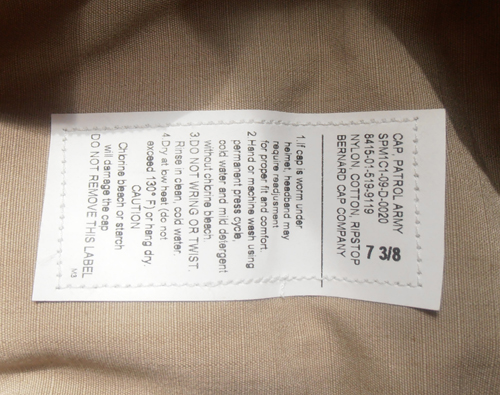 CAP, PATROL ARMY
SPM1C1-09-D-0020
8415-01-519-9119
NYLON, COTTON, RIPSTOP
BERNARD CAP COMPANY
7 3/8
1. If cap is worn under
helmet, headband may
require readjustment
for proper fit and comfort.
2 Hand or machine wash using
permanent press cycle,
cold water and mild detergent
without chlorine bleach.
3 DO NOT WRING OR TWIST.
Rinse in clean, cold water.
4 Dry at low heat (do not
exceed 130° F) or hang dry.
CAUTION
Chlorine bleach or starch
will damage the cap
DO NOT REMOVE THIS LABEL
M3